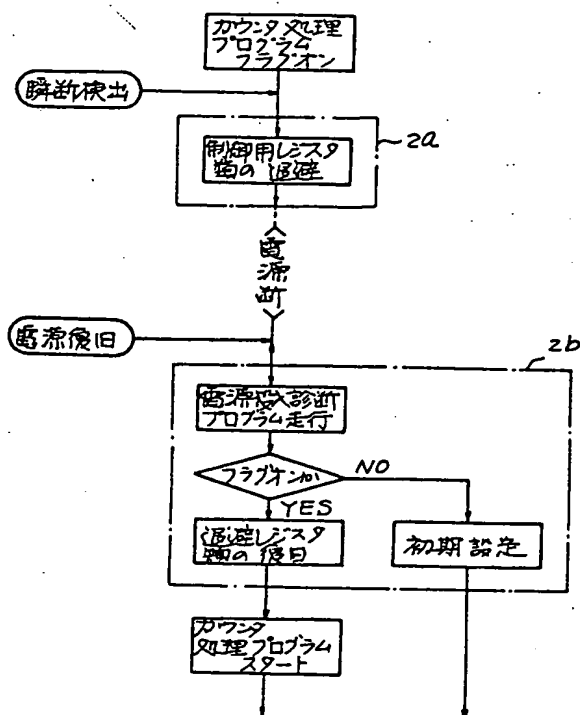 カウンタ処理
プログラム
フラグオン
瞬断検出
2a
制御用レジスタ
類の退避
電源断
電源復旧
2b
電源投入診断
プログラム走行
フラグオンか
NO
YES
退避レジスタ
類の復旧
初期設定
カウンタ
処理プログラム
スタート